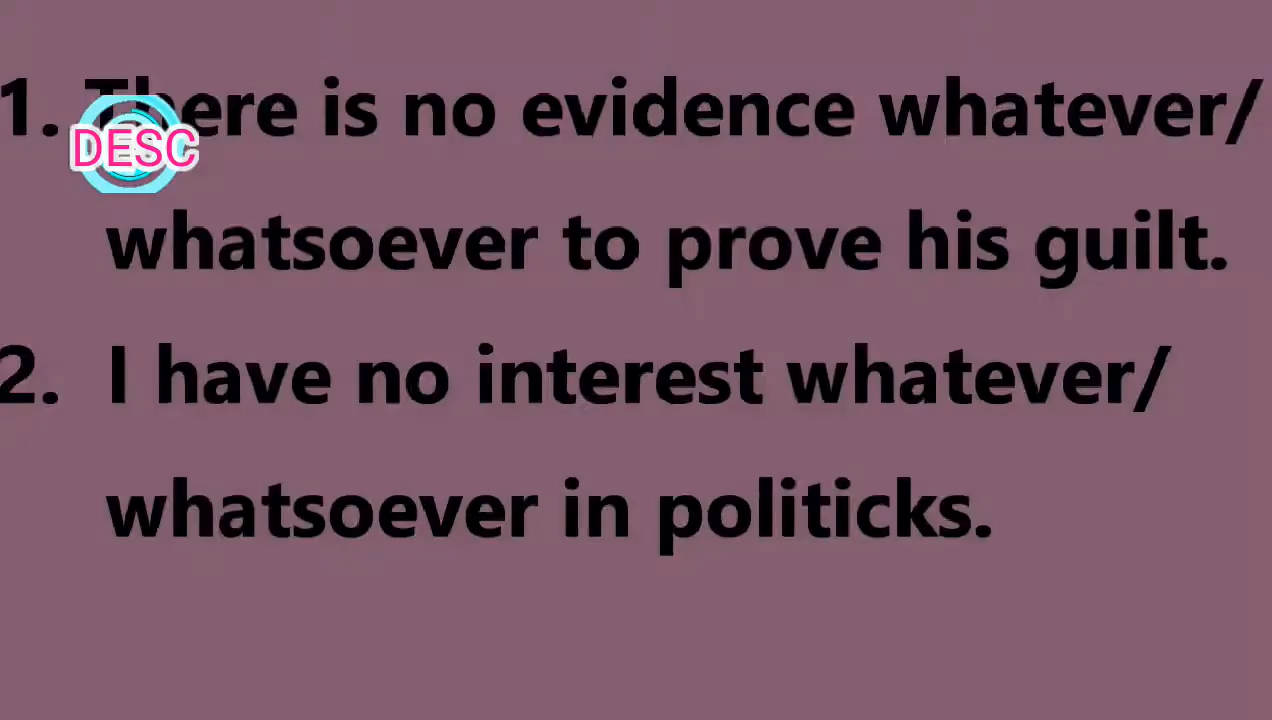 1. There is no evidence whatever/
DESC
whatsoever to prove his guilt.
2. I have no interest whatever/
whatsoever in politicks.